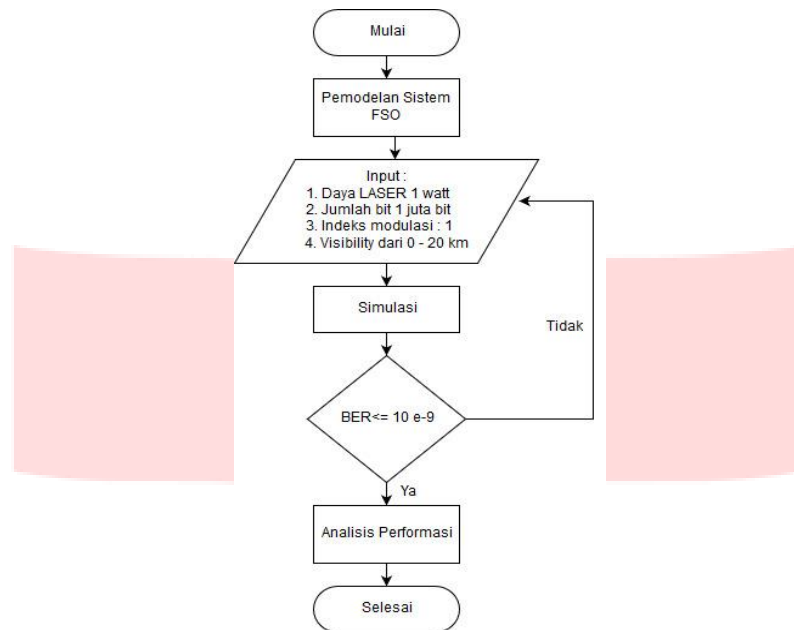 Mulai
Pemodelan Sistem
FSO
Input :
1. Daya LASER 1 watt
2. Jumlah bit 1 juta bit
3. Indeks modulasi : 1
4. Visibility dari 0 - 20 km
Simulasi
Tidak
BER<= 10 e-9
Ya
Analisis Performasi
Selesai